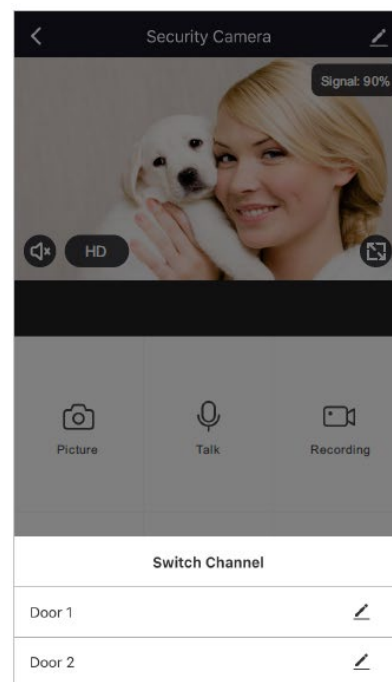 Security Camera
Signal: 90%
HD
Picture
Talk
Recording
Switch Channel
Door 1
Door 2